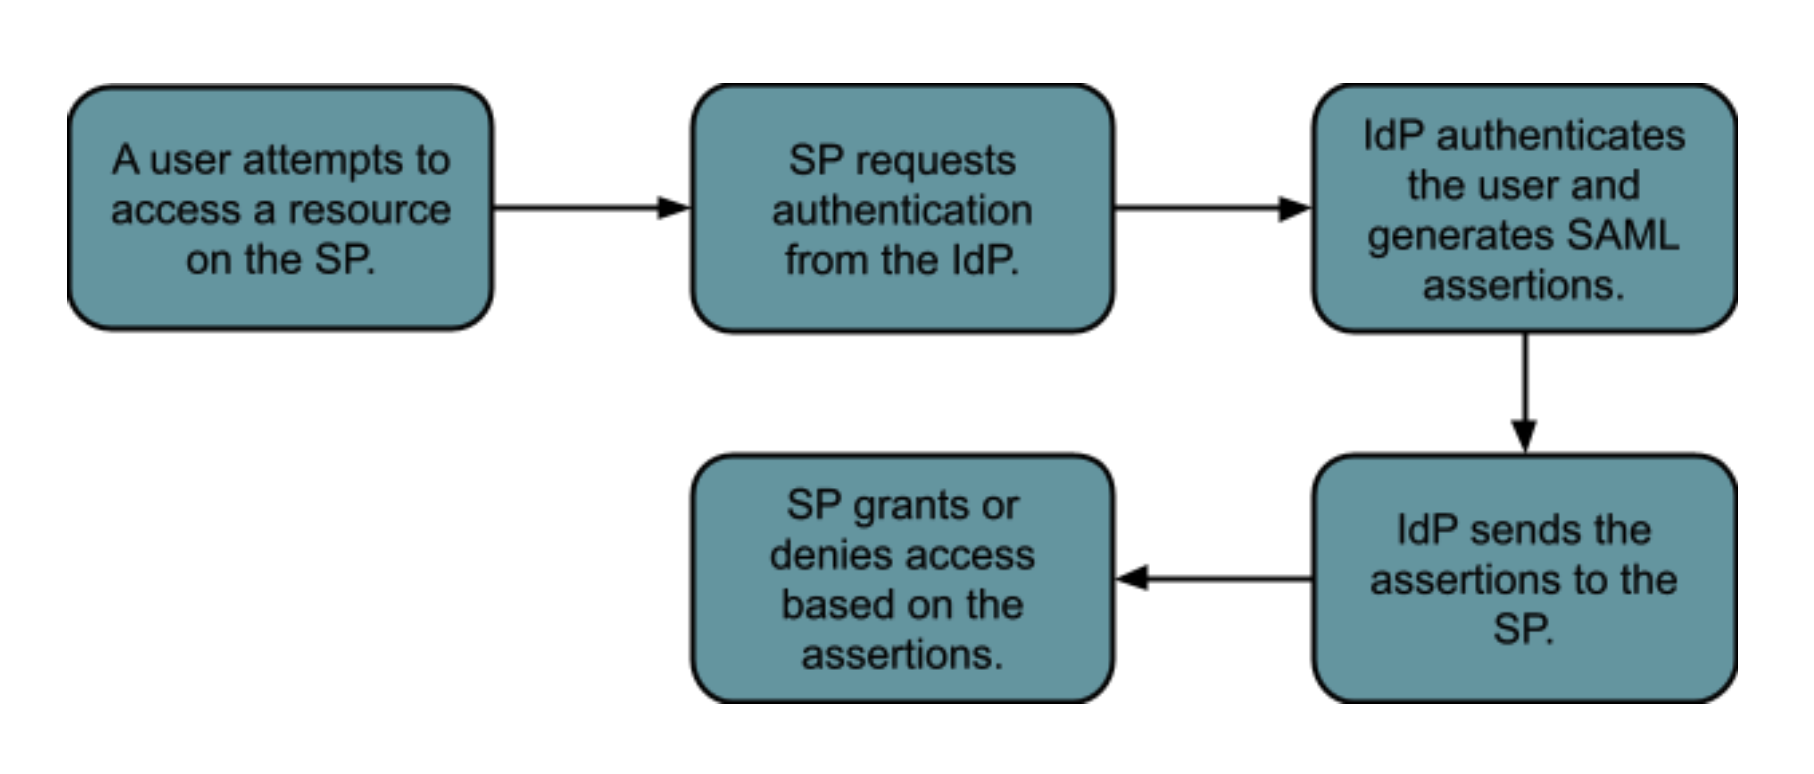 A user attempts to
access a resource
on the SP.
SP requests
authentication
from the IdP.
IdP authenticates
the user and
generates SAML
assertions.
IdP sends the
assertions to the
SP.
SP grants or
denies access
based on the
assertions.